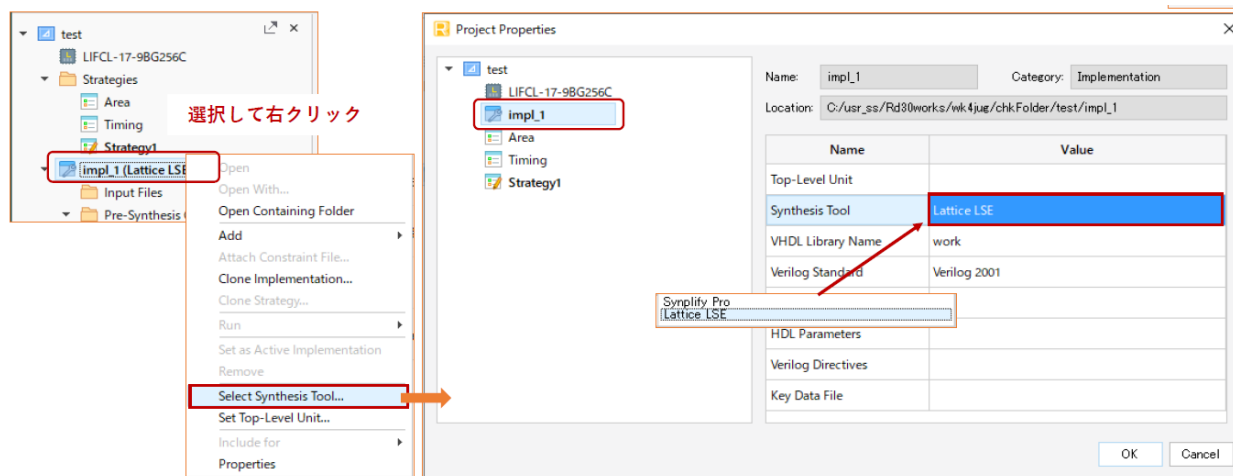 test
LIFCL-17-9BG256C
Strategies
Area
Timing
Strategy1
impl_1 (Lattice LSE
Input Files
Pre-Synthesis
選択して右クリック
Open
Open With...
Open Containing Folder
Add
Attach Constraint File...
Clone Implementation...
Clone Strategy...
Run
Set as Active Implementation
Remove
Select Synthesis Tool...
Set Top-Level Unit...
Include for
Properties
Project Properties
test
LIFCL-17-9BG256C
impl_1
Area
Timing
Strategy1
Name: impl_1 Category: Implementation
Location: C:/usr_ss/Rd30works/wk4jug/chkFolder/test/impl_1
Name Value
Top-Level Unit
Synthesis Tool Lattice LSE
VHDL Library Name work
Verilog Standard Verilog 2001
Synplify Pro
Lattice LSE
HDL Parameters
Verilog Directives
Key Data File
OK Cancel